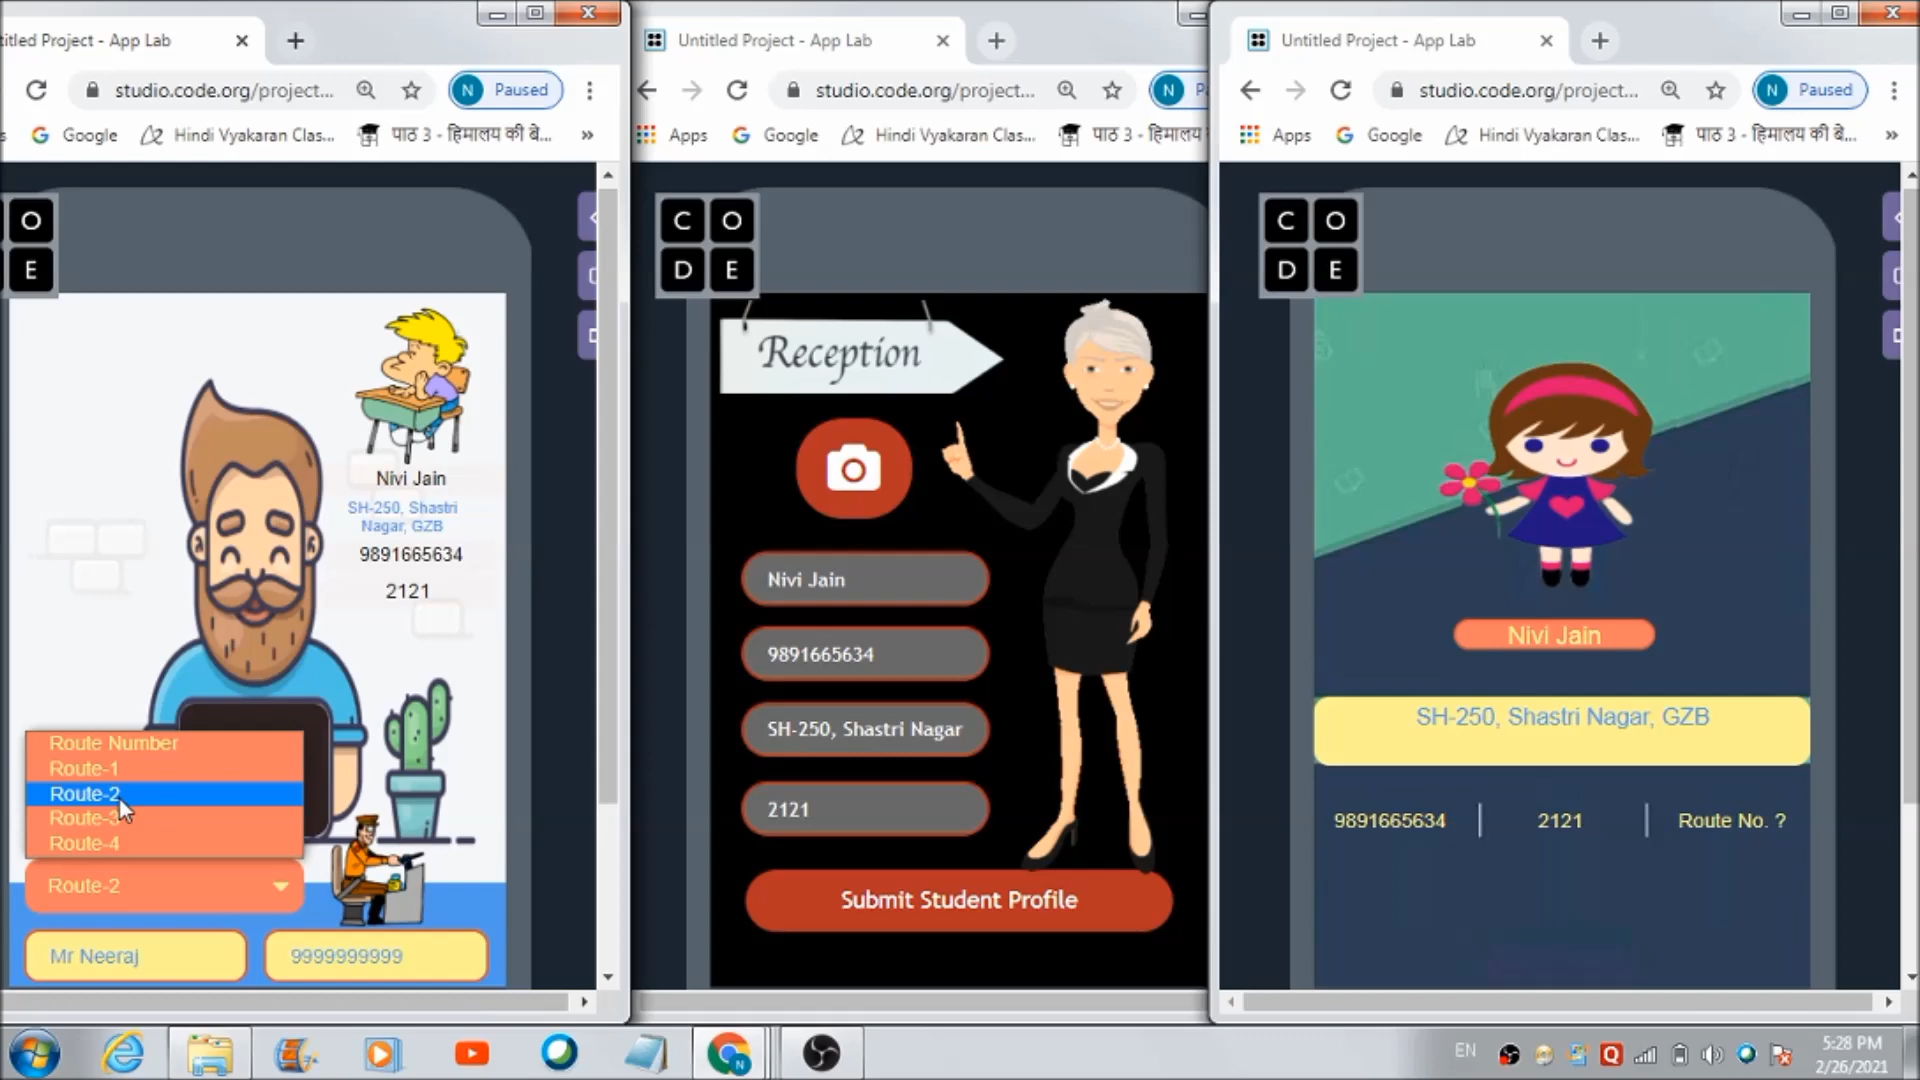 titled Project - App Lab
studio.code.org/project...
N Paused
Google
Hindi Vyakaran Clas...
पाठ 3 - हिमालय की बे...
»
O
E
Nivi Jain
SH-250, Shastri
Nagar, GZB
9891665634
2121
Route Number
Route-1
Route-2
Route-3
Route-4
Route-2
Mr Neeraj
9999999999
Untitled Project - App Lab
studio.code.org/project...
N P
Apps
Google
Hindi Vyakaran Clas...
पाठ 3 - हिमालय
C O
D E
Reception
Nivi Jain
9891665634
SH-250, Shastri Nagar
2121
Submit Student Profile
Untitled Project - App Lab
studio.code.org/project...
N Paused
Apps
Google
Hindi Vyakaran Clas...
पाठ 3 - हिमालय की बे...
»
C O
D E
Nivi Jain
SH-250, Shastri Nagar, GZB
9891665634
2121
Route No. ?
N
EN
Q
5:28 PM
2/26/2021